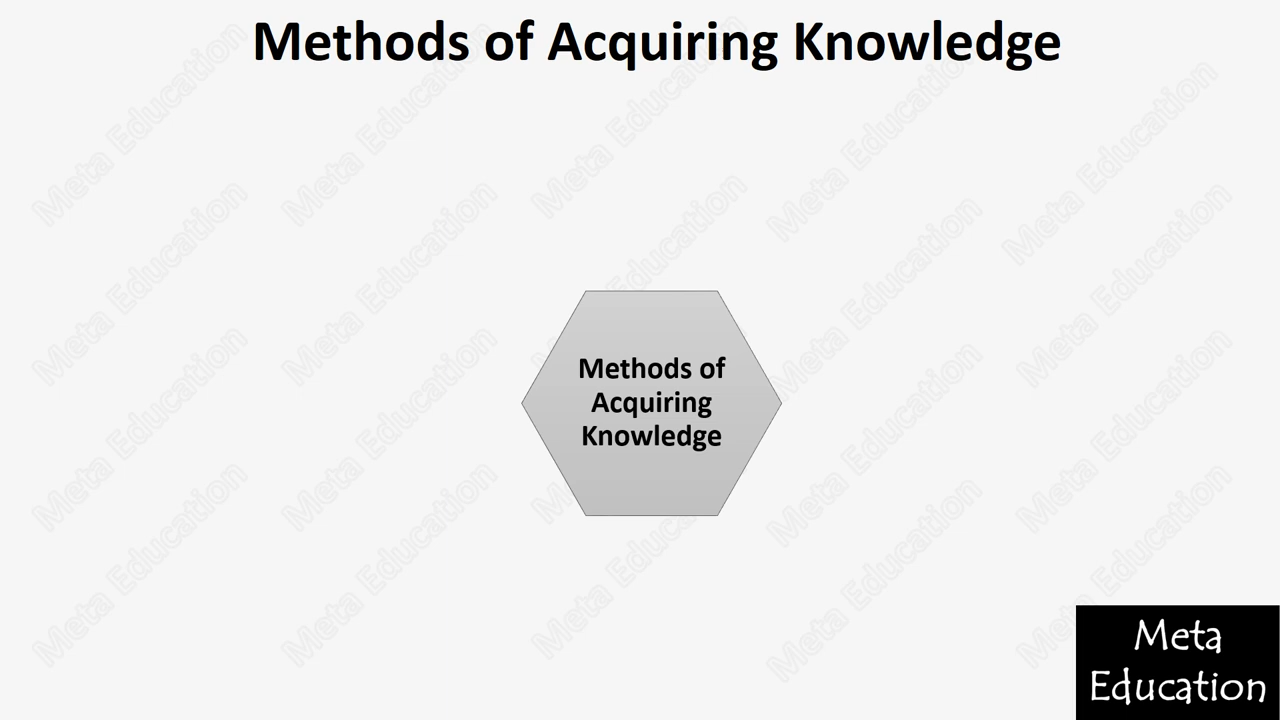 Methods of Acquiring Knowledge
Methods of
Acquiring
Knowledge
Meta
Education